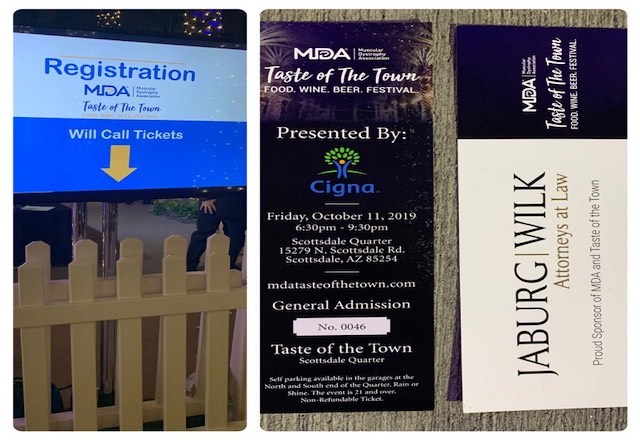 Registration
MDA Muscular Dystrophy Association
Taste of The Town
FOOD. WINE. BEER. FESTIVAL.
Will Call Tickets
MDA Muscular Dystrophy Association
Taste of The Town
FOOD. WINE. BEER. FESTIVAL.
Presented By:
Cigna
Friday, October 11, 2019
6:30pm - 9:30pm
Scottsdale Quarter
15279 N. Scottsdale Rd.
Scottsdale, AZ 85254
mdatasteofthetown.com
General Admission
No. 0046
Taste of the Town
Scottsdale Quarter
Self parking available in the garages at the
North and South end of the Quarter. Rain or
Shine. The event is 21 and over.
Non-Refundable Ticket.
MDA Muscular Dystrophy Association
Taste of The Town
FOOD. WINE. BEER. FESTIVAL.
JABURG|WILK
Attorneys at Law
Proud Sponsor of MDA and Taste of the Town